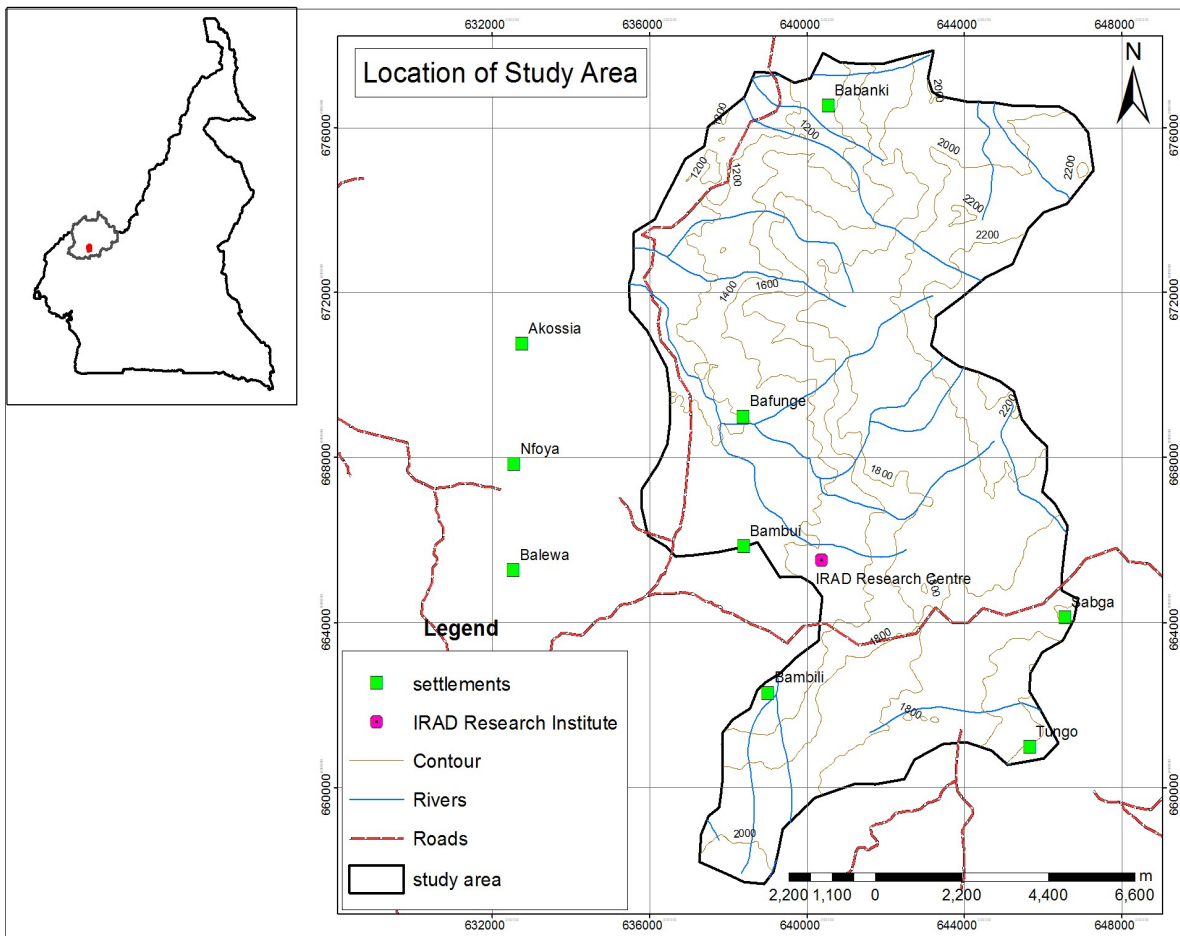 632000 636000 640000 644000 648000
Location of Study Area
N
Babanki
2000
1200
1200
676000 676000
2000
1200
1200
2200
2200
2200
672000 672000
1400
1600
Akossia
Bafunge
2200
Nfoya
668000 668000
1800
Bambui
Balewa
IRAD Research Centre
Sabga
664000 664000
Legend
1800
settlements
Bambili
IRAD Research Institute
1800
Tungo
Contour
660000 660000
Rivers
Roads
2000
study area
m
2,200 1,100 0 2,200 4,400 6,600
632000 636000 640000 644000 648000